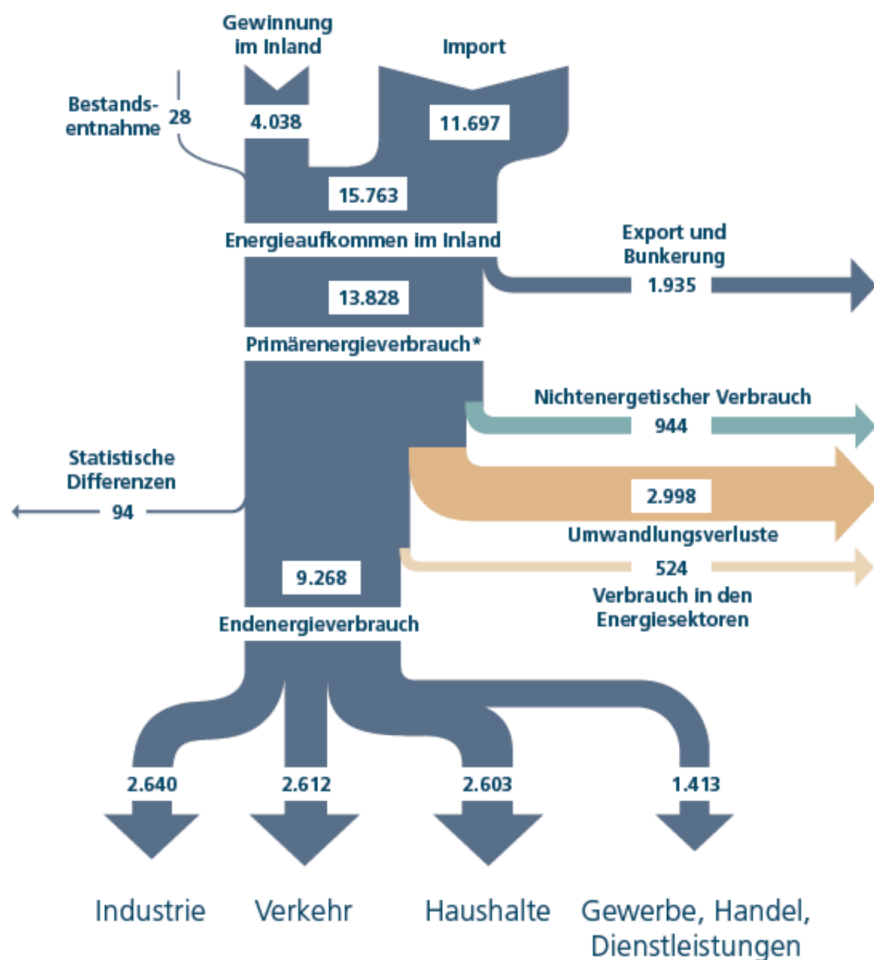 Gewinnung
im Inland
Import
Bestands-
entnahme
28
4.038
11.697
15.763
Energieaufkommen im Inland
Export und
Bunkerung
1.935
13.828
Primärenergieverbrauch*
Nichtenergetischer Verbrauch
944
Statistische
Differenzen
94
2.998
Umwandlungsverluste
524
Verbrauch in den
Energiesektoren
9.268
Endenergieverbrauch
2.640
2.612
2.603
1.413
Industrie
Verkehr
Haushalte
Gewerbe, Handel,
Dienstleistungen